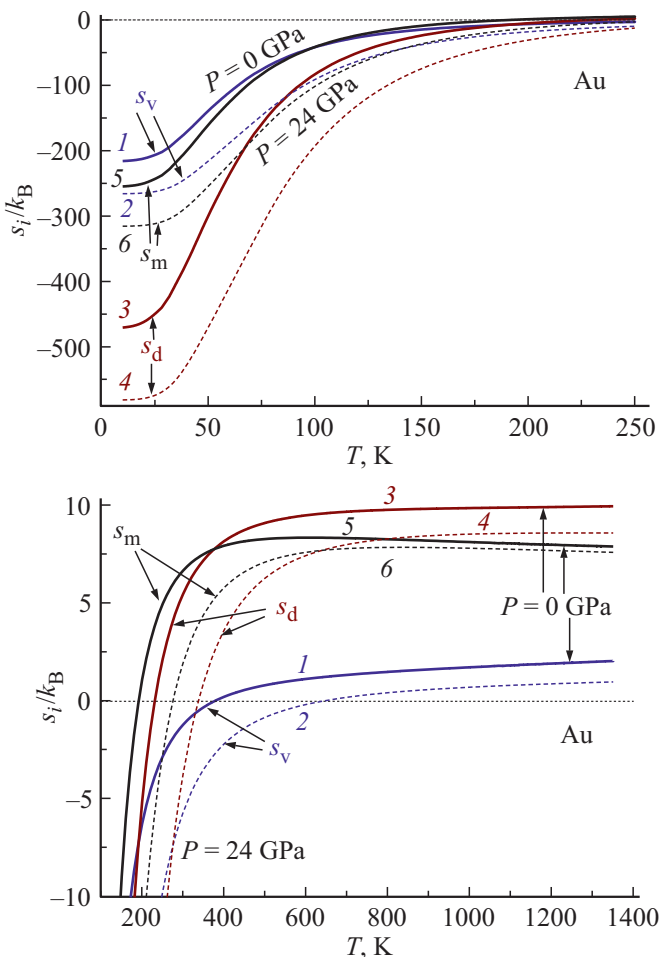 0
P = 0 GPa
Au
–100
s_v
1
P = 24 GPa
–200
5
s_i/k_B
2
–300
6
s_m
–400
3
s_d
–500
4
0 50 100 150 200 250
T, K
10
3
s_m
5
4
6
5
s_d
P = 0 GPa
s_i/k_B
1
0
2
s_v
Au
–5
P = 24 GPa
–10
200 400 600 800 1000 1200 1400
T, K